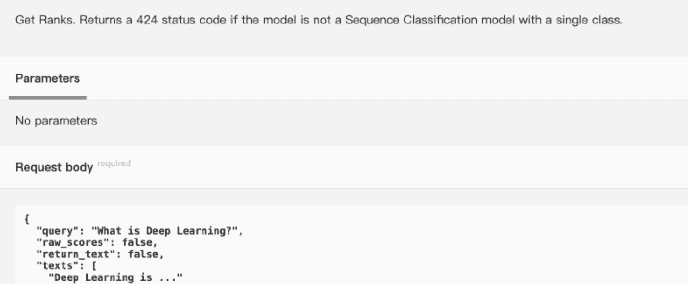 Get Ranks. Returns a 424 status code if the model is not a Sequence Classification model with a single class.
Parameters
No parameters
Request body required
{
"query": "What is Deep Learning?",
"raw_scores": false,
"return_text": false,
"texts": [
"Deep Learning is ..."